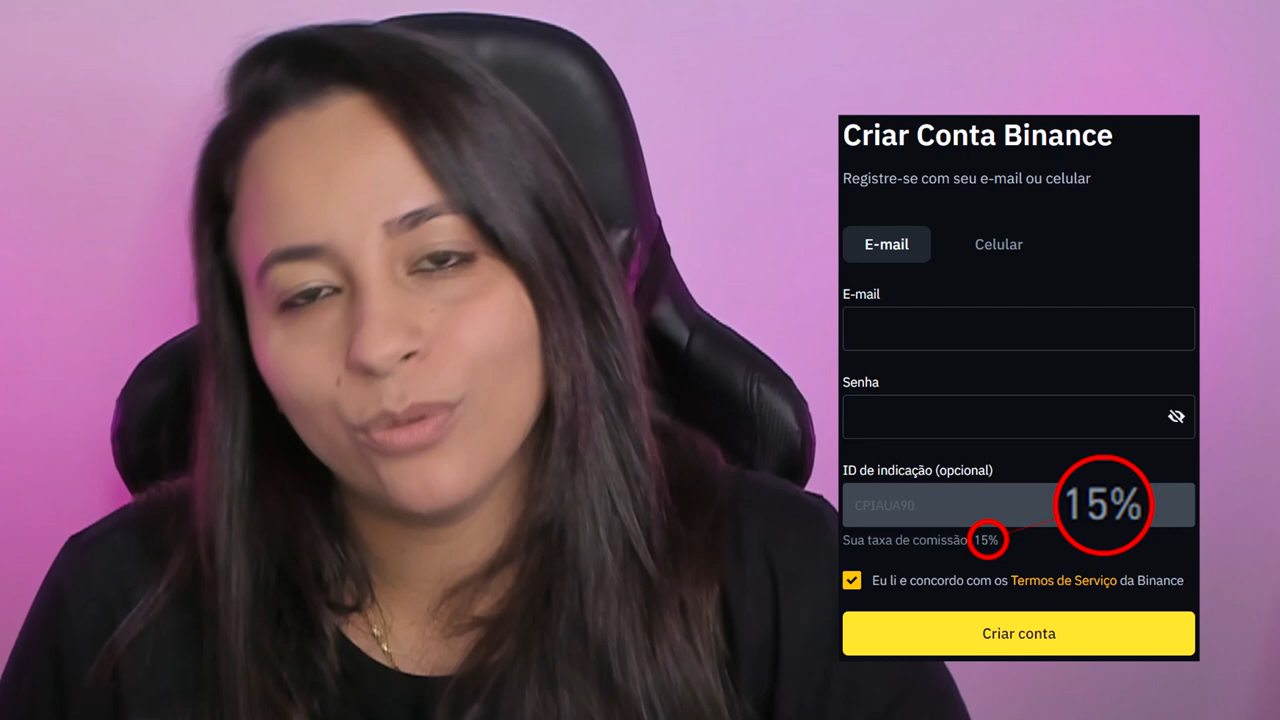 Criar Conta Binance
Registre-se com seu e-mail ou celular
E-mail Celular
E-mail
Senha
ID de indicação (opcional)
CPIAUA90
15%
Sua taxa de comissão 15%
Eu li e concordo com os Termos de Serviço da Binance
Criar conta